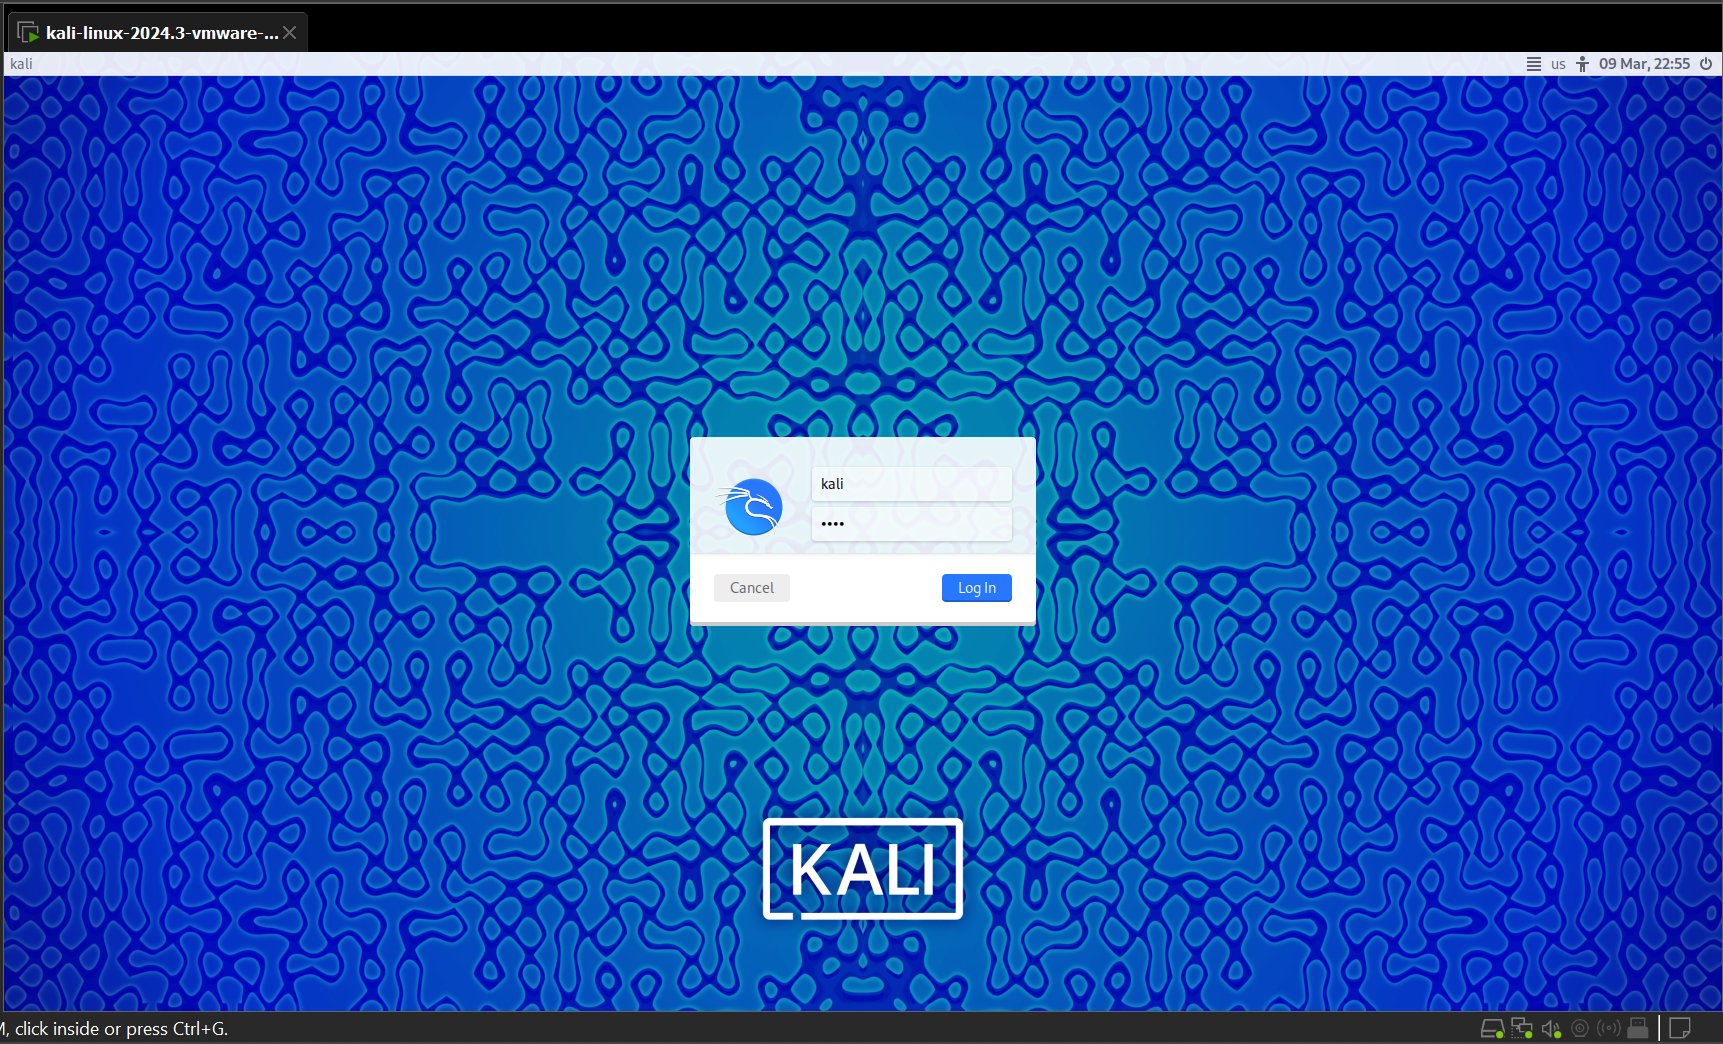 kali-linux-2024.3-vmware-...
kali us 09 Mar, 22:55
kali
••••
Cancel Log In
KALI
, click inside or press Ctrl+G.